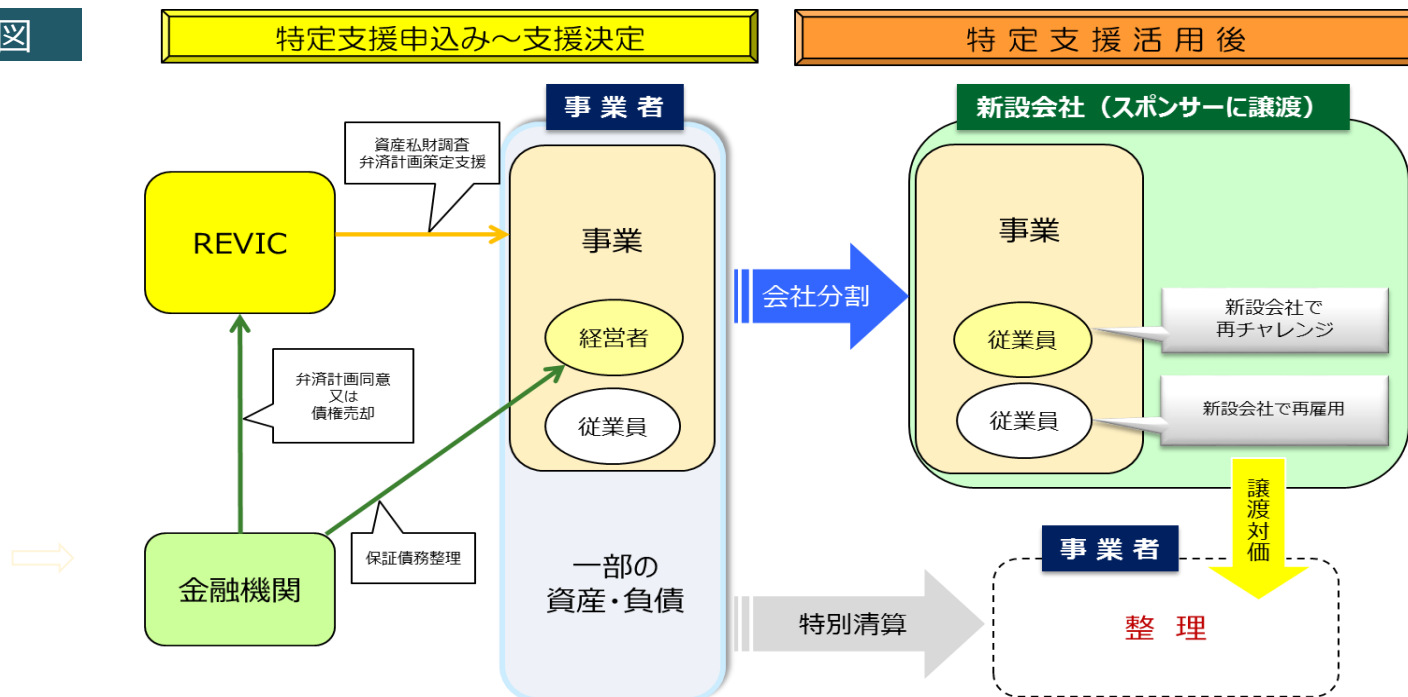 図
特定支援申込み～支援決定
特定支援活用後
事業者
新設会社（スポンサーに譲渡）
資産私財調査
弁済計画策定支援
REVIC
事業
経営者
従業員
弁済計画同意
又は
債権売却
保証債務整理
金融機関
一部の
資産・負債
会社分割
事業
従業員
従業員
新設会社で
再チャレンジ
新設会社で再雇用
譲渡対価
特別清算
事業者
整理